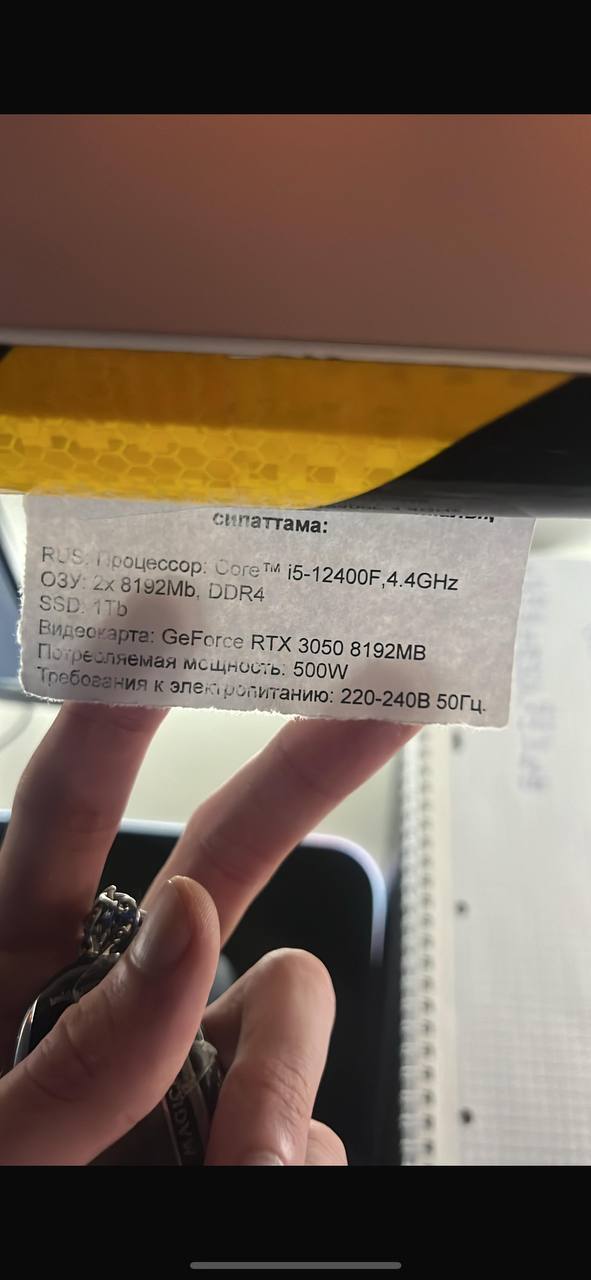 сипаттама:
RUS: Процессор: Core™ i5-12400F,4.4GHz
ОЗУ: 2x 8192Mb, DDR4
SSD: 1Tb
Видеокарта: GeForce RTX 3050 8192MB
Потребляемая мощность: 500W
Требования к электропитанию: 220-240В 50Гц.